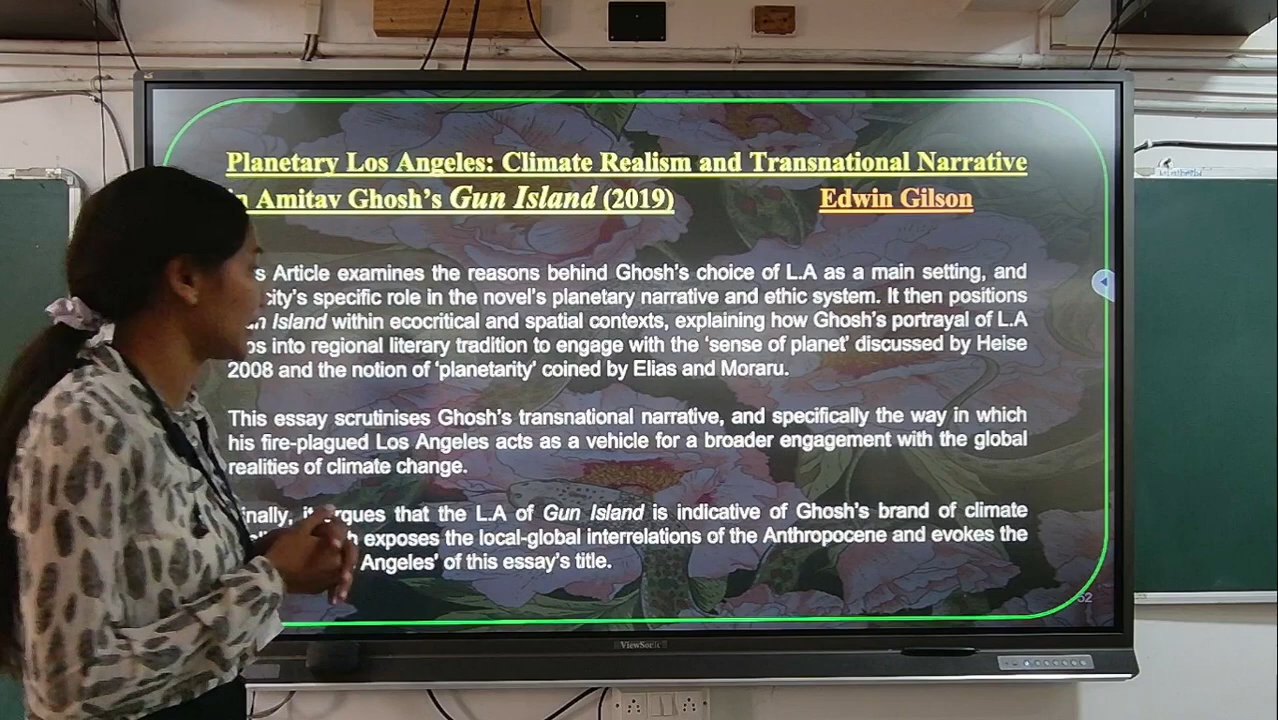 Planetary Los Angeles: Climate Realism and Transnational Narrative
Amitav Ghosh's Gun Island (2019) Edwin Gilson
Article examines the reasons behind Ghosh's choice of L.A as a main setting, and
city's specific role in the novel's planetary narrative and ethic system. It then positions
Island within ecocritical and spatial contexts, explaining how Ghosh's portrayal of L.A
into regional literary tradition to engage with the 'sense of planet' discussed by Heise
2008 and the notion of 'planetarity' coined by Elias and Moraru.
This essay scrutinises Ghosh's transnational narrative, and specifically the way in which
his fire-plagued Los Angeles acts as a vehicle for a broader engagement with the global
realities of climate change.
that the L.A of Gun Island is indicative of Ghosh's brand of climate
exposes the local-global interrelations of the Anthropocene and evokes the
Angeles' of this essay's title.
52
ViewSonic